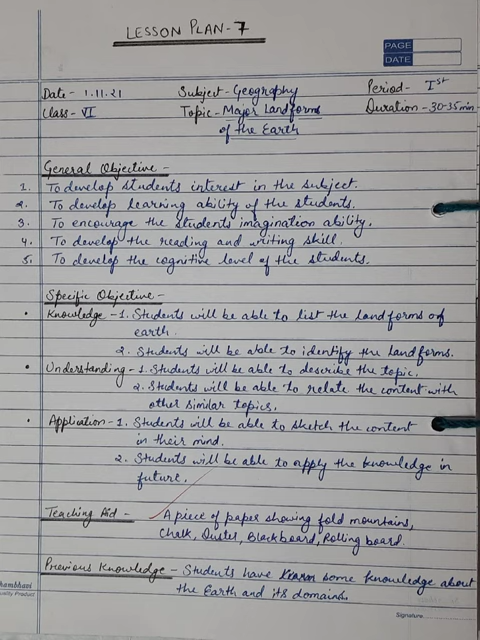 LESSON PLAN-7
PAGE
DATE
Date- 1.11.21 Subject- Geography Period- Ist
Class- VI Topic- Major Landforms Duration-30-35min
of the Earth
General Objective-
1. To develop students interest in the subject.
2. To develop learning ability of the students.
3. To encourage the students imagination ability.
4. To develop the reading and writing skill.
5. To develop the cognitive level of the students.
Specific Objective-
• Knowledge-1. Students will be able to list the landforms on
earth.
2. Students will be able to identify the landforms.
• Understanding-1. Students will be able to describe the topic.
2. Students will be able to relate the content with
other similar topics.
• Application-1. Students will be able to sketch the content
in their mind.
2. Students will be able to apply the knowledge in
future.
Teaching Aid- A piece of paper showing fold mountains,
Chalk, Duster, Blackboard, Rolling board.
Previous Knowledge- Students have some knowledge about
the Earth and its domains.
hambhavi
uality Product
Signature